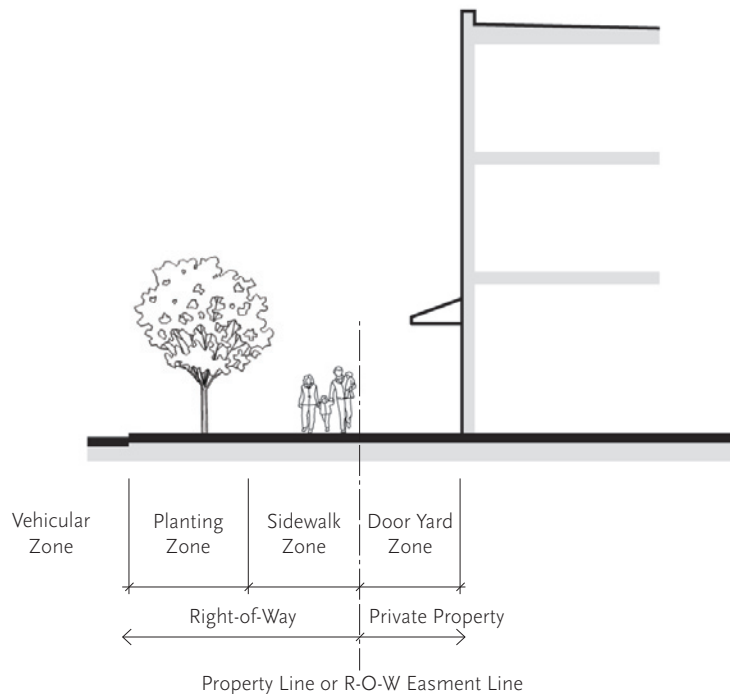 Vehicular
Zone
Planting
Zone
Sidewalk
Zone
Door Yard
Zone
Right-of-Way
Private Property
Property Line or R-O-W Easment Line